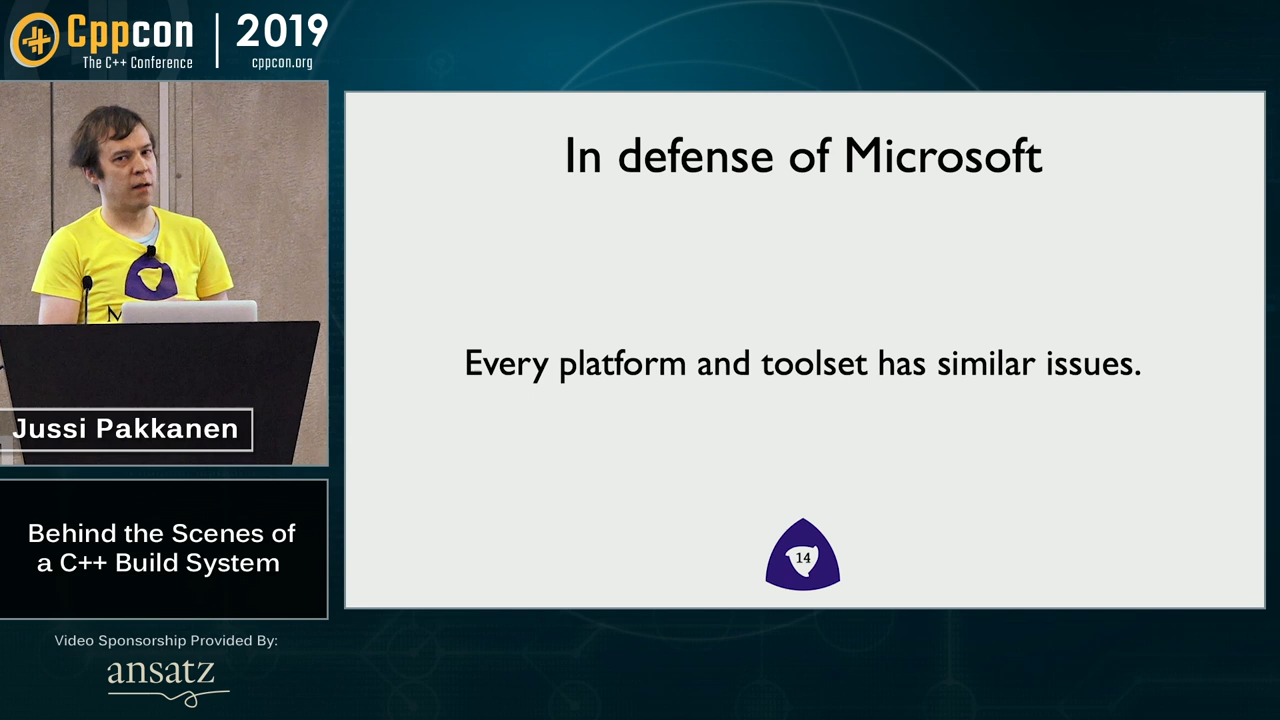 Cppcon
The C++ Conference
2019
cppcon.org
In defense of Microsoft
Every platform and toolset has similar issues.
14
M
Jussi Pakkanen
Behind the Scenes of
a C++ Build System
Video Sponsorship Provided By:
ansatz